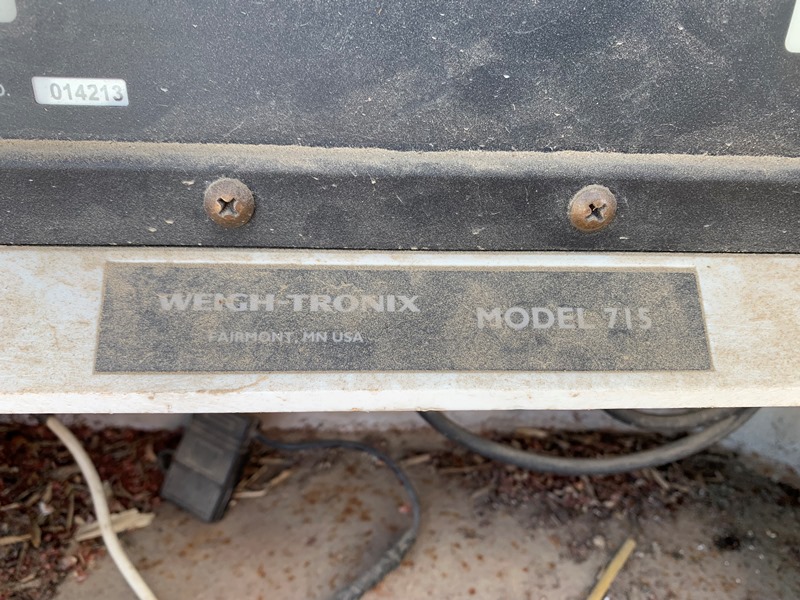 014213
WEIGH-TRONIX
FAIRMONT, MN USA
MODEL 715